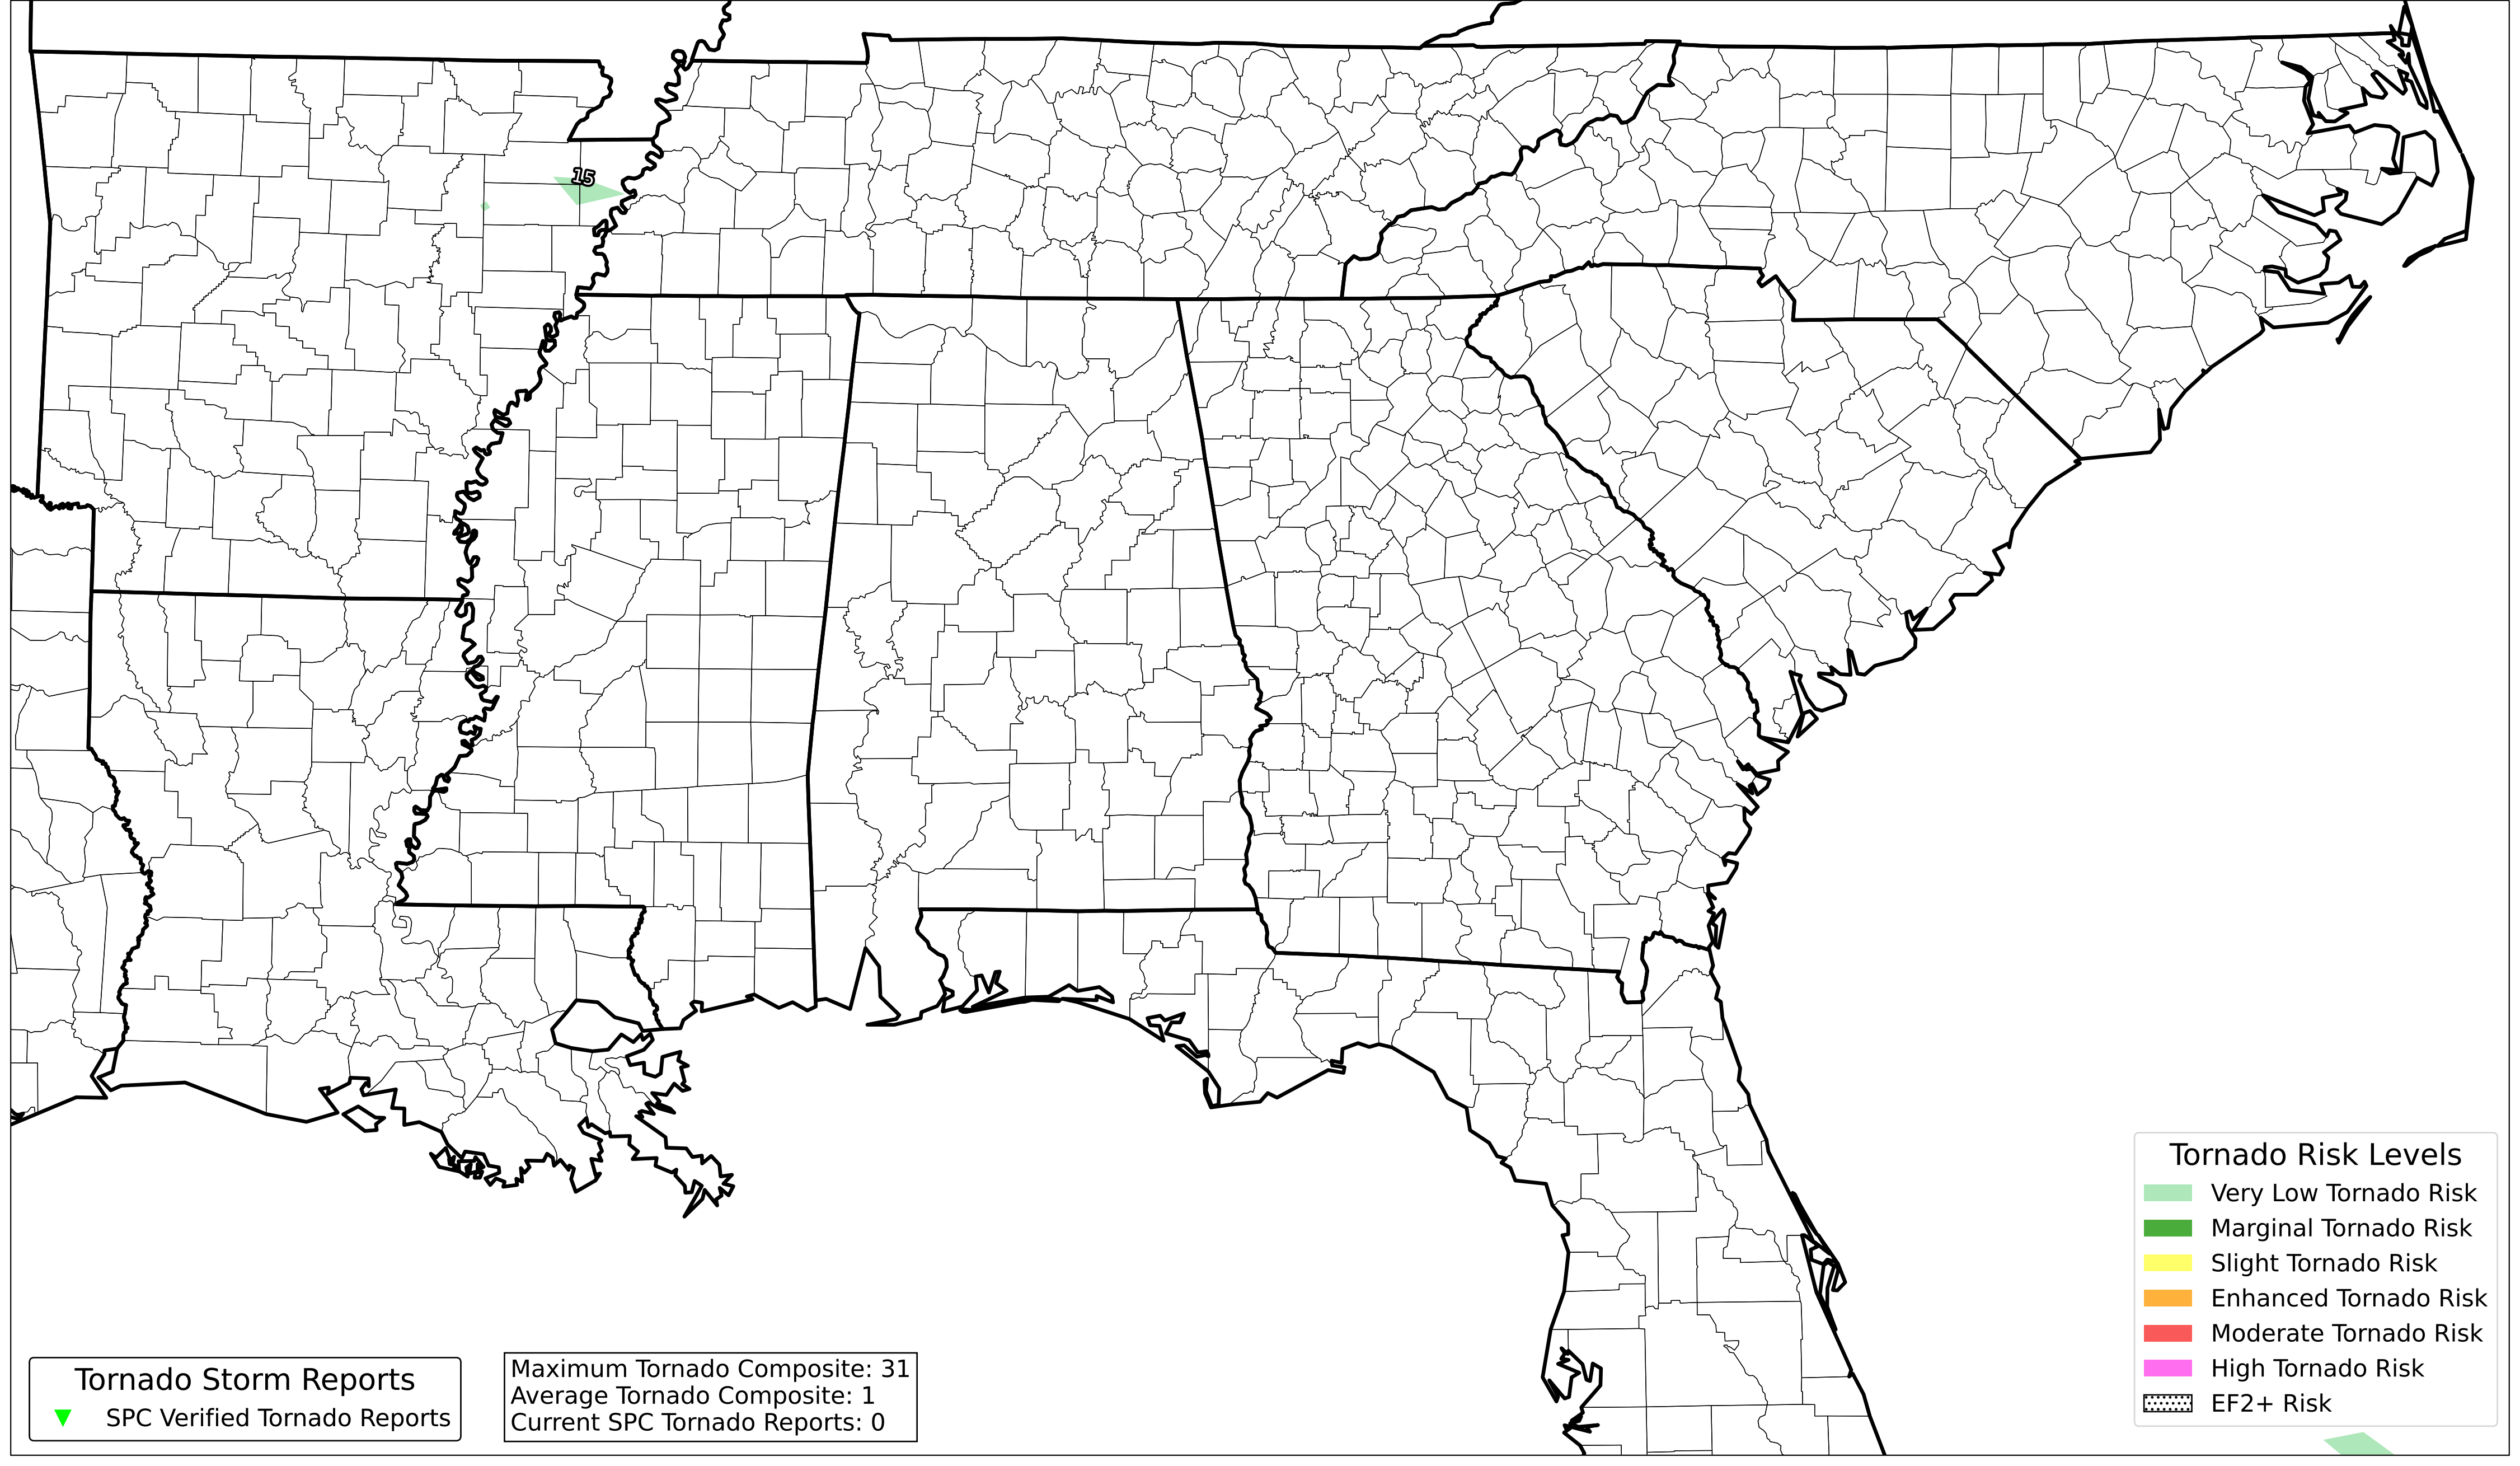 15
Tornado Risk Levels
Very Low Tornado Risk
Marginal Tornado Risk
Slight Tornado Risk
Enhanced Tornado Risk
Moderate Tornado Risk
High Tornado Risk
EF2+ Risk
Tornado Storm Reports
SPC Verified Tornado Reports
Maximum Tornado Composite: 31
Average Tornado Composite: 1
Current SPC Tornado Reports: 0